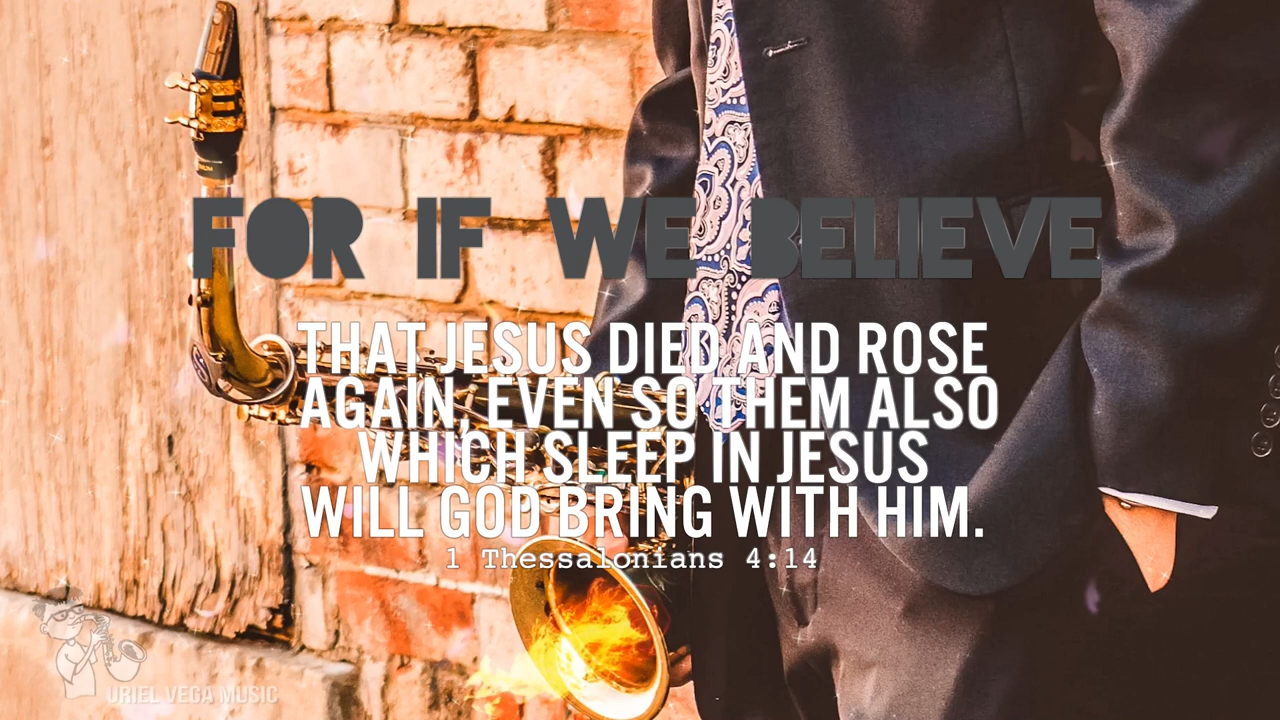 FOR IF WE BELIEVE
THAT JESUS DIED AND ROSE
AGAIN, EVEN SO THEM ALSO
WHICH SLEEP IN JESUS
WILL GOD BRING WITH HIM.
1 Thessalonians 4:14
URIEL VEGA MUSIC